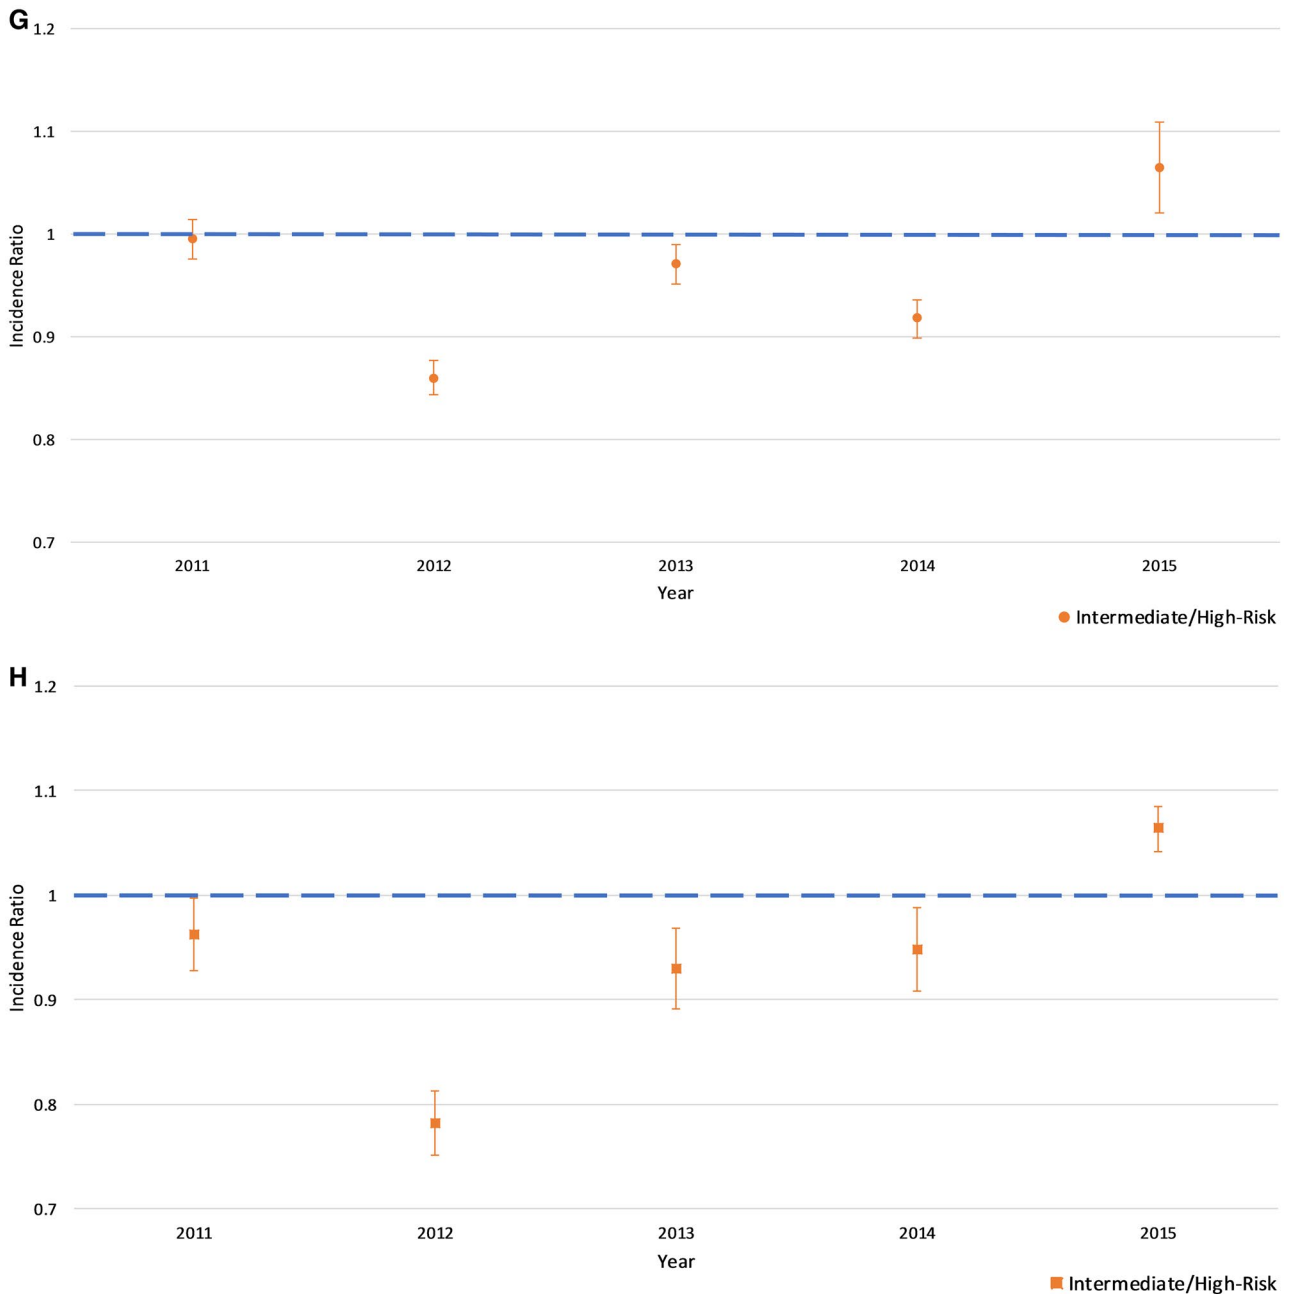 G
1.2
1.1
1
0.9
0.8
0.7
Incidence Ratio
2011 2012 2013 2014 2015
Year
Intermediate/High-Risk
H
1.2
1.1
1
0.9
0.8
0.7
Incidence Ratio
2011 2012 2013 2014 2015
Year
Intermediate/High-Risk